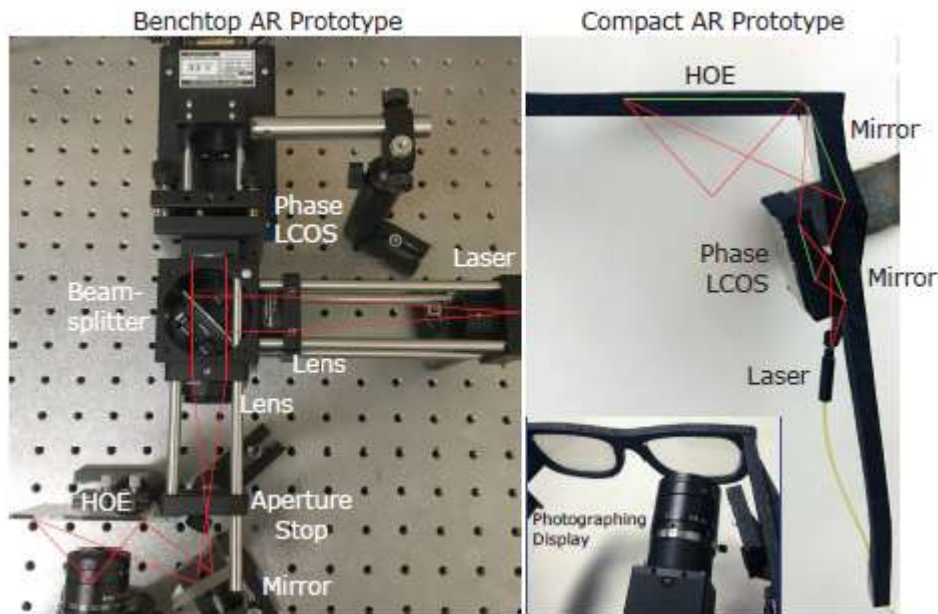 Benchtop AR Prototype
Phase
LCOS
Laser
Beam-
splitter
Lens
Lens
HOE
Aperture
Stop
Mirror
Compact AR Prototype
HOE
Mirror
Phase
LCOS
Mirror
Laser
Photographing
Display